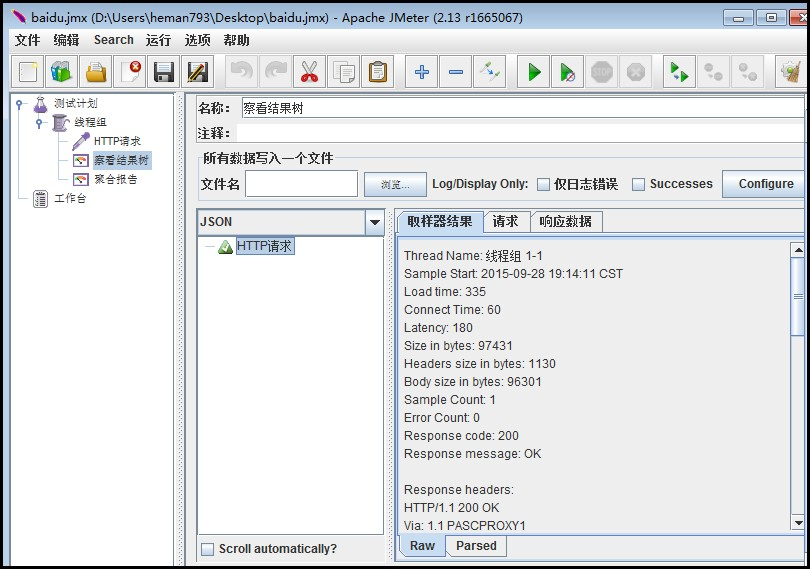 baidu.jmx (D:\Users\heman793\Desktop\baidu.jmx) - Apache JMeter (2.13 r1665067)
文件 编辑 Search 运行 选项 帮助
STOP
测试计划
线程组
HTTP请求
察看结果树
聚合报告
工作台
名称: 察看结果树
注释:
所有数据写入一个文件
文件名 浏览... Log/Display Only: 仅日志错误 Successes Configure
JSON
HTTP请求
Scroll automatically?
取样器结果 请求 响应数据
Thread Name: 线程组 1-1
Sample Start: 2015-09-28 19:14:11 CST
Load time: 335
Connect Time: 60
Latency: 180
Size in bytes: 97431
Headers size in bytes: 1130
Body size in bytes: 96301
Sample Count: 1
Error Count: 0
Response code: 200
Response message: OK
Response headers:
HTTP/1.1 200 OK
Via: 1.1 PASCPROXY1
Raw Parsed